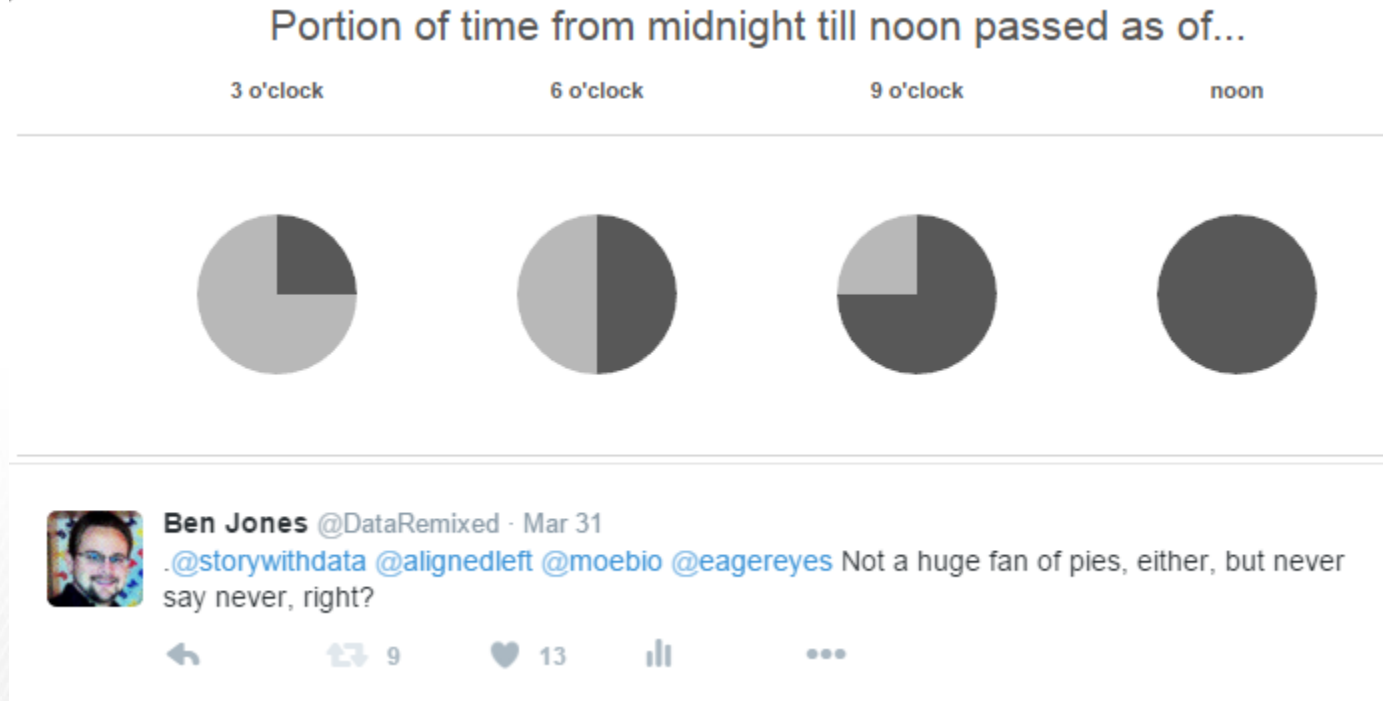 Portion of time from midnight till noon passed as of...
3 o'clock 6 o'clock 9 o'clock noon
Ben Jones @DataRemixed · Mar 31
.@storywithdata @alignedleft @moebio @eagereyes Not a huge fan of pies, either, but never
say never, right?
9 13